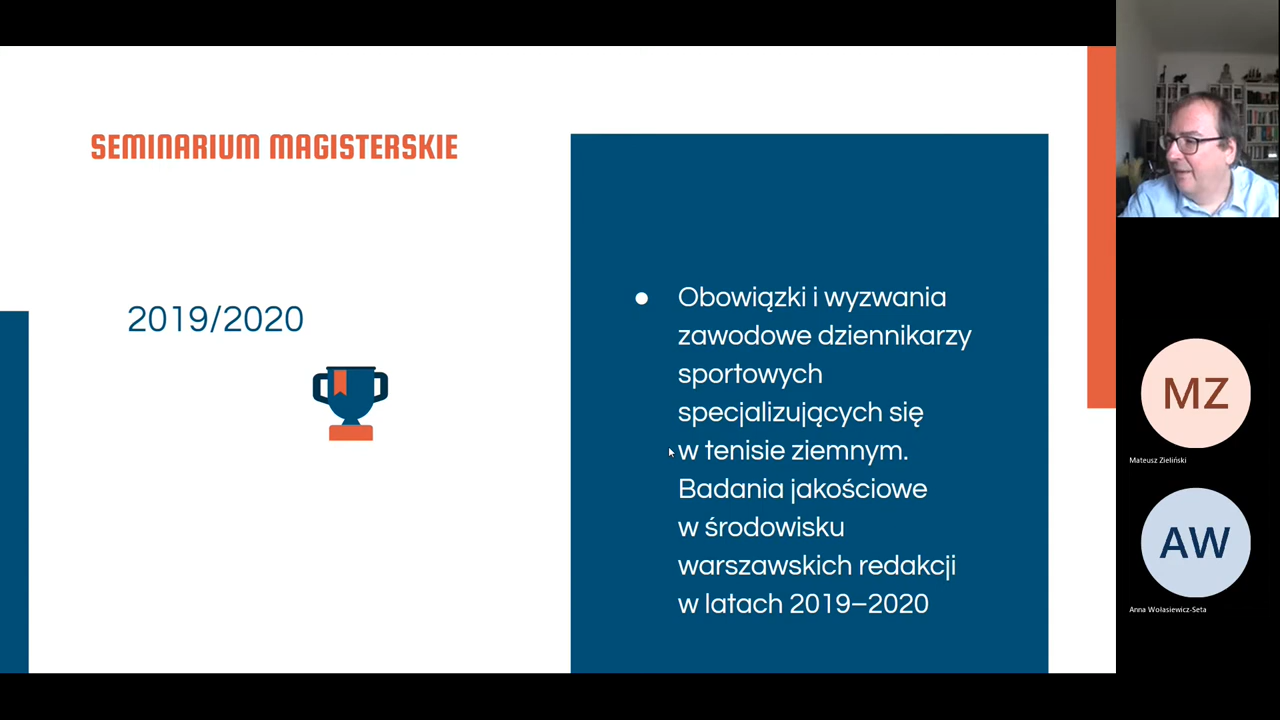 SEMINARIUM MAGISTERSKIE
2019/2020
● Obowiązki i wyzwania
zawodowe dziennikarzy
sportowych
specjalizujących się
w tenisie ziemnym.
Badania jakościowe
w środowisku
warszawskich redakcji
w latach 2019–2020
MZ
Mateusz Zieliński
AW
Anna Wołasiewicz-Seta